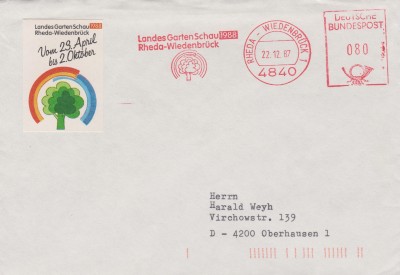 Landes Garten Schau 1988
Rheda-Wiedenbrück
Vom 29. April
bis 2. Oktober
Landes Garten Schau 1988
Rheda-Wiedenbrück
RHEDA - WIEDENBRÜCK 1
22.12.87
4840
DEUTSCHE
BUNDESPOST
080
Herrn
Harald Weyh
Virchowstr. 139
D - 4200 Oberhausen 1